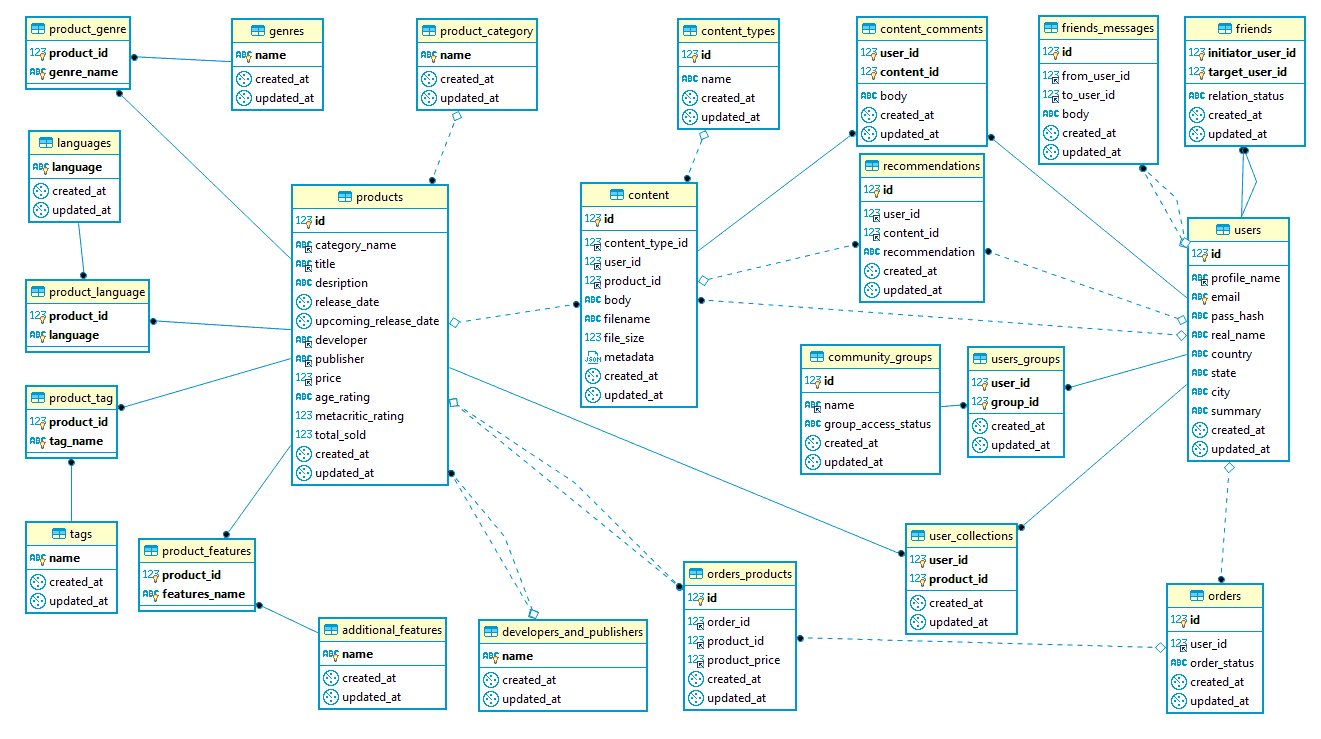 product_genre
123 product_id
ABC genre_name
genres
ABC name
created_at
updated_at
product_category
ABC name
created_at
updated_at
content_types
123 id
ABC name
created_at
updated_at
content_comments
123 user_id
123 content_id
ABC body
created_at
updated_at
friends_messages
123 id
123 from_user_id
123 to_user_id
ABC body
created_at
updated_at
friends
123 initiator_user_id
123 target_user_id
ABC relation_status
created_at
updated_at
languages
ABC language
created_at
updated_at
products
123 id
ABC category_name
ABC title
ABC desription
release_date
upcoming_release_date
ABC developer
ABC publisher
123 price
ABC age_rating
123 metacritic_rating
123 total_sold
created_at
updated_at
content
123 id
123 content_type_id
123 user_id
123 product_id
ABC body
ABC filename
123 file_size
JSON metadata
created_at
updated_at
recommendations
123 id
123 user_id
123 content_id
ABC recommendation
created_at
updated_at
users
123 id
ABC profile_name
ABC email
ABC pass_hash
ABC real_name
ABC country
ABC state
ABC city
ABC summary
created_at
updated_at
product_language
123 product_id
ABC language
community_groups
123 id
ABC name
ABC group_access_status
created_at
updated_at
users_groups
123 user_id
123 group_id
created_at
updated_at
product_tag
123 product_id
ABC tag_name
tags
ABC name
created_at
updated_at
product_features
123 product_id
ABC features_name
additional_features
ABC name
created_at
updated_at
developers_and_publishers
ABC name
created_at
updated_at
orders_products
123 id
123 order_id
123 product_id
123 product_price
created_at
updated_at
user_collections
123 user_id
123 product_id
created_at
updated_at
orders
123 id
123 user_id
ABC order_status
created_at
updated_at